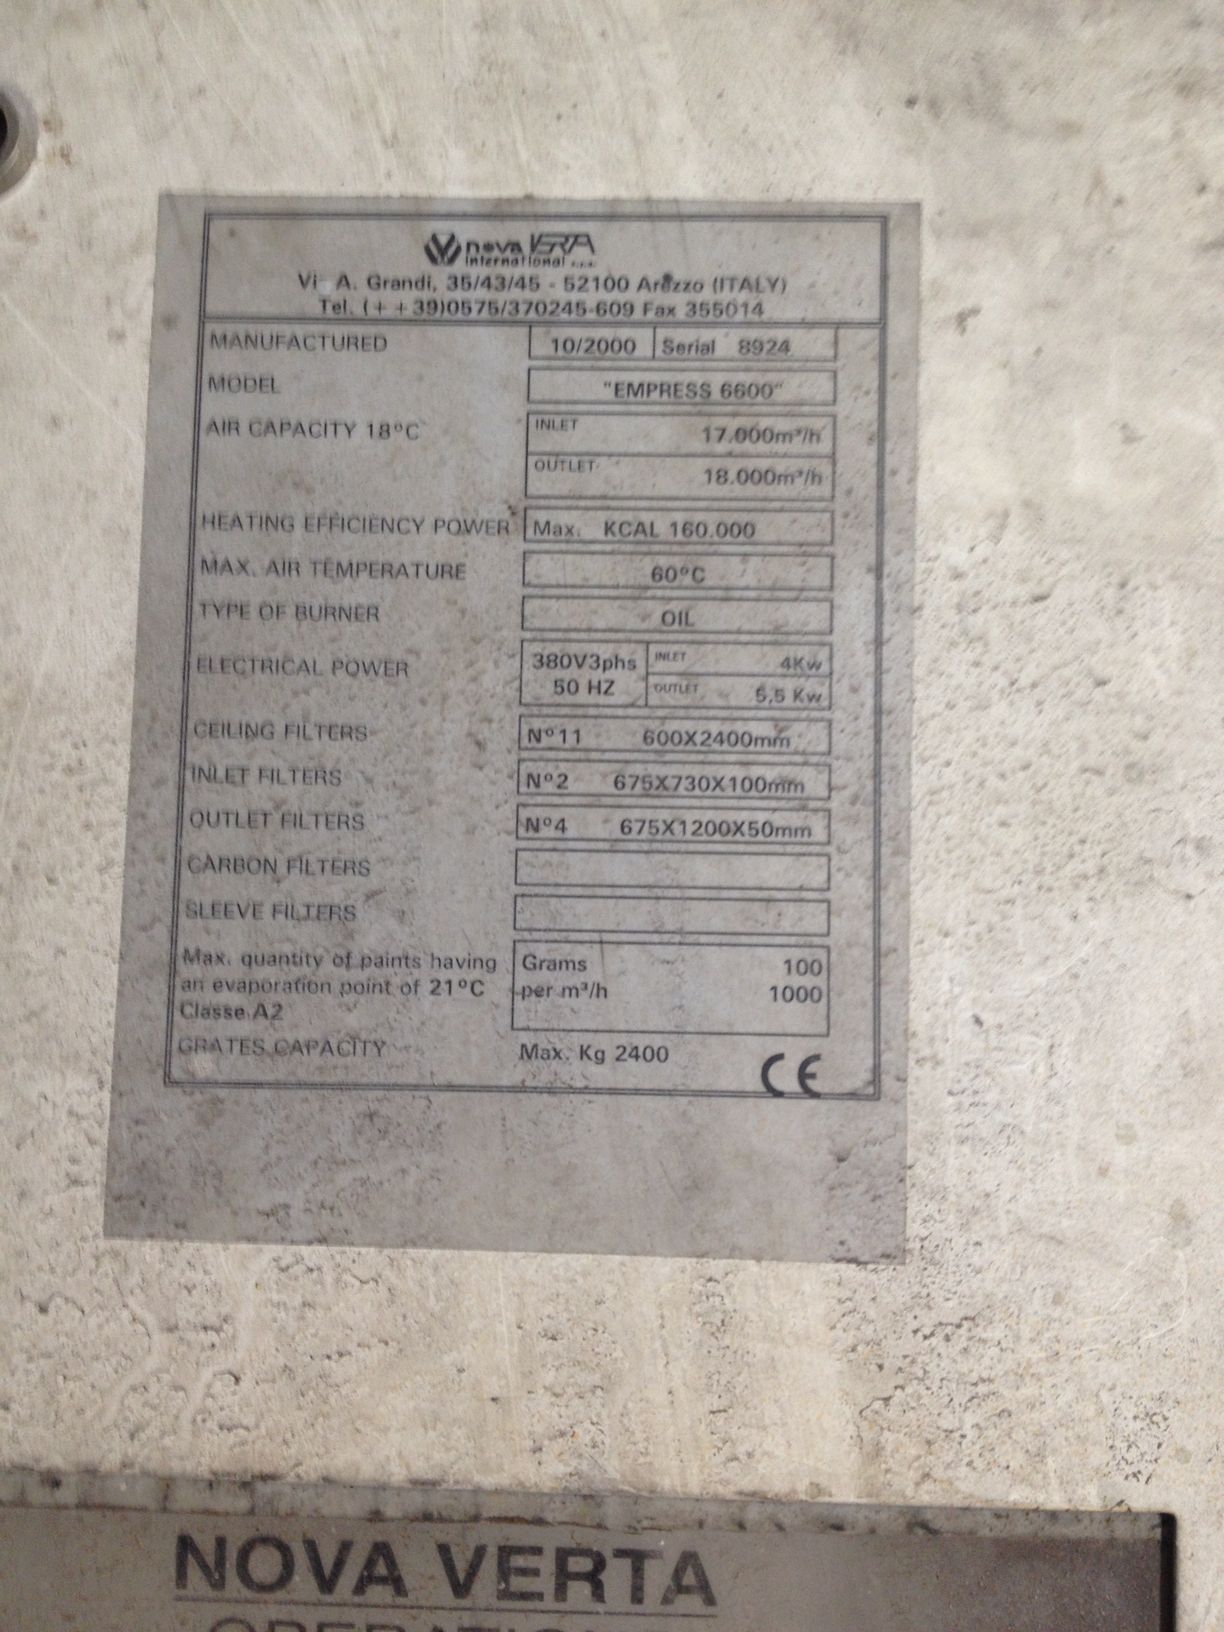 nova VERTA
international s.p.a.
Vi A. Grandi, 35/43/45 - 52100 Arezzo (ITALY)
Tel. (+ +39)0575/370245-609 Fax 355014
MANUFACTURED 10/2000 Serial 8924
MODEL "EMPRESS 6600"
AIR CAPACITY 18°C INLET 17.000m³/h
OUTLET 18.000m³/h
HEATING EFFICIENCY POWER Max. KCAL 160.000
MAX. AIR TEMPERATURE 60°C
TYPE OF BURNER OIL
ELECTRICAL POWER 380V3phs INLET 4Kw
50 HZ OUTLET 5,5 Kw
CEILING FILTERS N°11 600X2400mm
INLET FILTERS N°2 675X730X100mm
OUTLET FILTERS N°4 675X1200X50mm
CARBON FILTERS
SLEEVE FILTERS
Max. quantity of paints having Grams 100
an evaporation point of 21°C per m³/h 1000
Classe A2
GRATES CAPACITY Max. Kg 2400
CE
NOVA VERTA